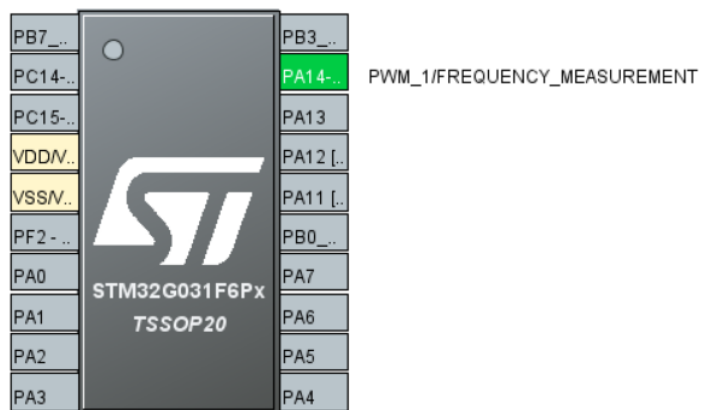 PB7_..
PC14-..
PC15-..
VDD/V..
VSS/V..
PF2 - ..
PA0
PA1
PA2
PA3
ST
STM32G031F6Px
TSSOP20
PB3_..
PA14-.. PWM_1/FREQUENCY_MEASUREMENT
PA13
PA12 [..
PA11 [..
PB0_..
PA7
PA6
PA5
PA4